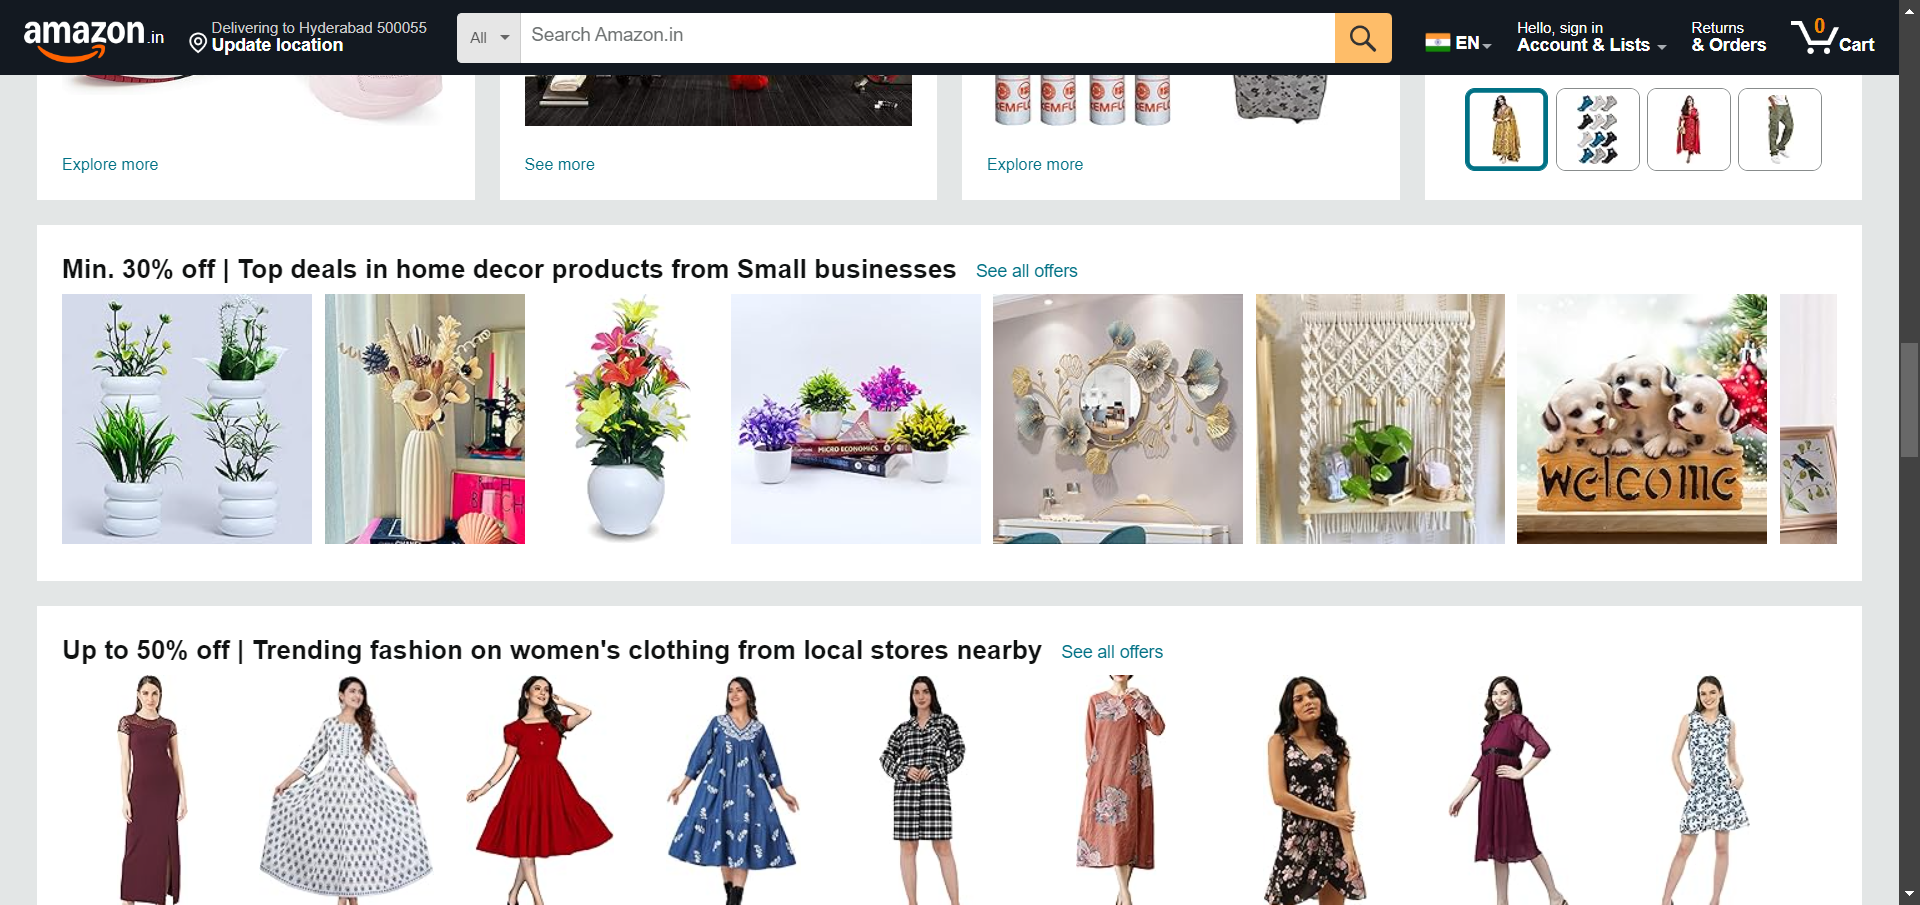 amazon.in
Delivering to Hyderabad 500055
Update location
All
Search Amazon.in
EN
Hello, sign in
Account & Lists
Returns
& Orders
0
Cart
Explore more
See more
Explore more
Min. 30% off | Top deals in home decor products from Small businesses
See all offers
MICRO ECONOMICS
welcome
Up to 50% off | Trending fashion on women's clothing from local stores nearby
See all offers